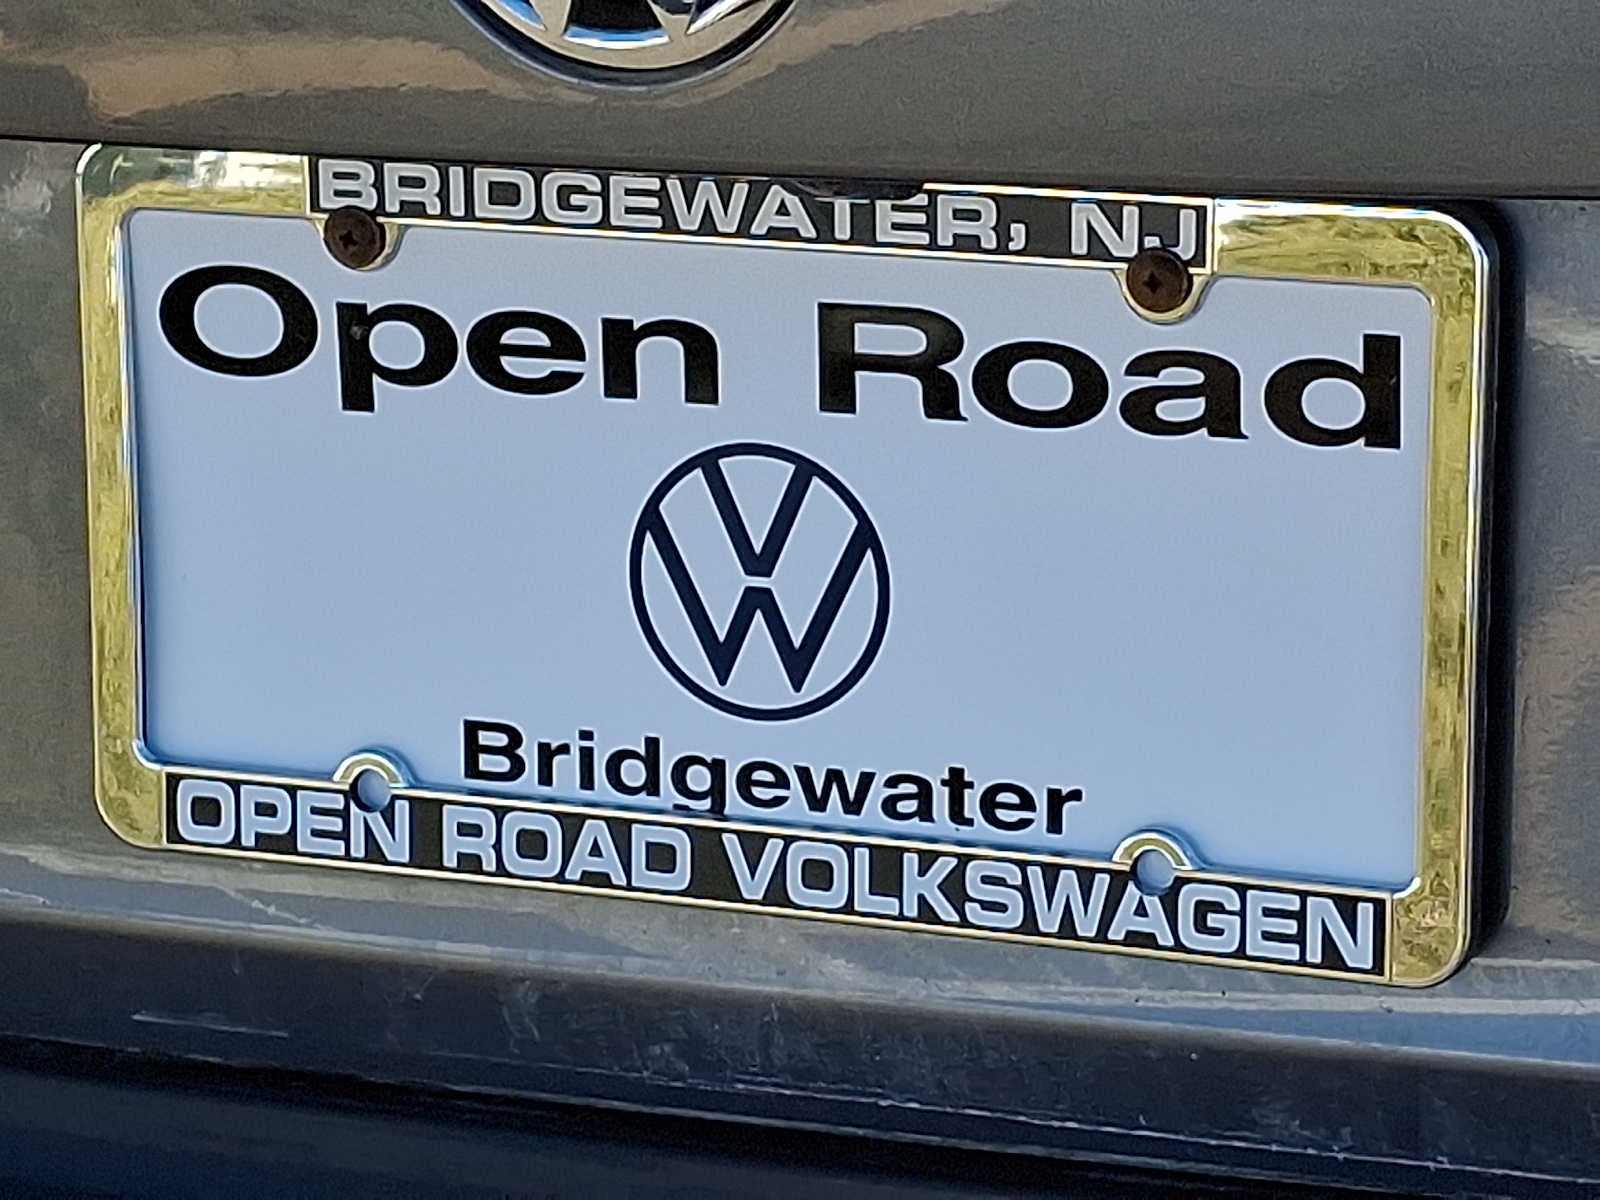 BRIDGEWATER, NJ
Open Road
Bridgewater
OPEN ROAD VOLKSWAGEN